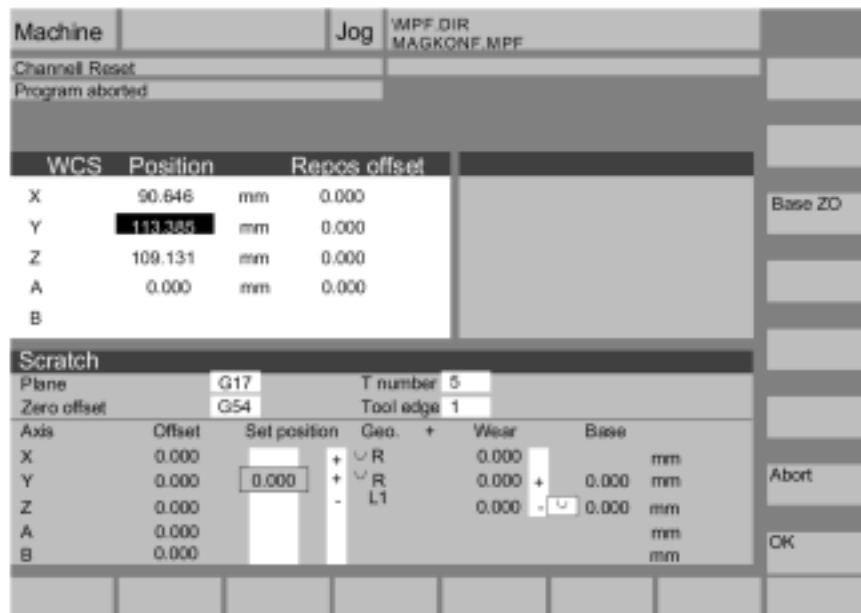 Machine Jog \MPF.DIR
MAGKONF.MPF
Channell Reset
Program aborted
WCS Position Repos offset
X 90.646 mm 0.000
Y 113.385 mm 0.000
Base ZO
Z 109.131 mm 0.000
A 0.000 mm 0.000
B
Scratch
Plane G17 T number 5
Zero offset G54 Tool edge 1
Axis Offset Set position Geo. + Wear Base
X 0.000 + R 0.000 mm
Y 0.000 0.000 + R 0.000 + 0.000 mm
Abort
Z 0.000 - L1 0.000 - 0.000 mm
A 0.000 mm
OK
B 0.000 mm